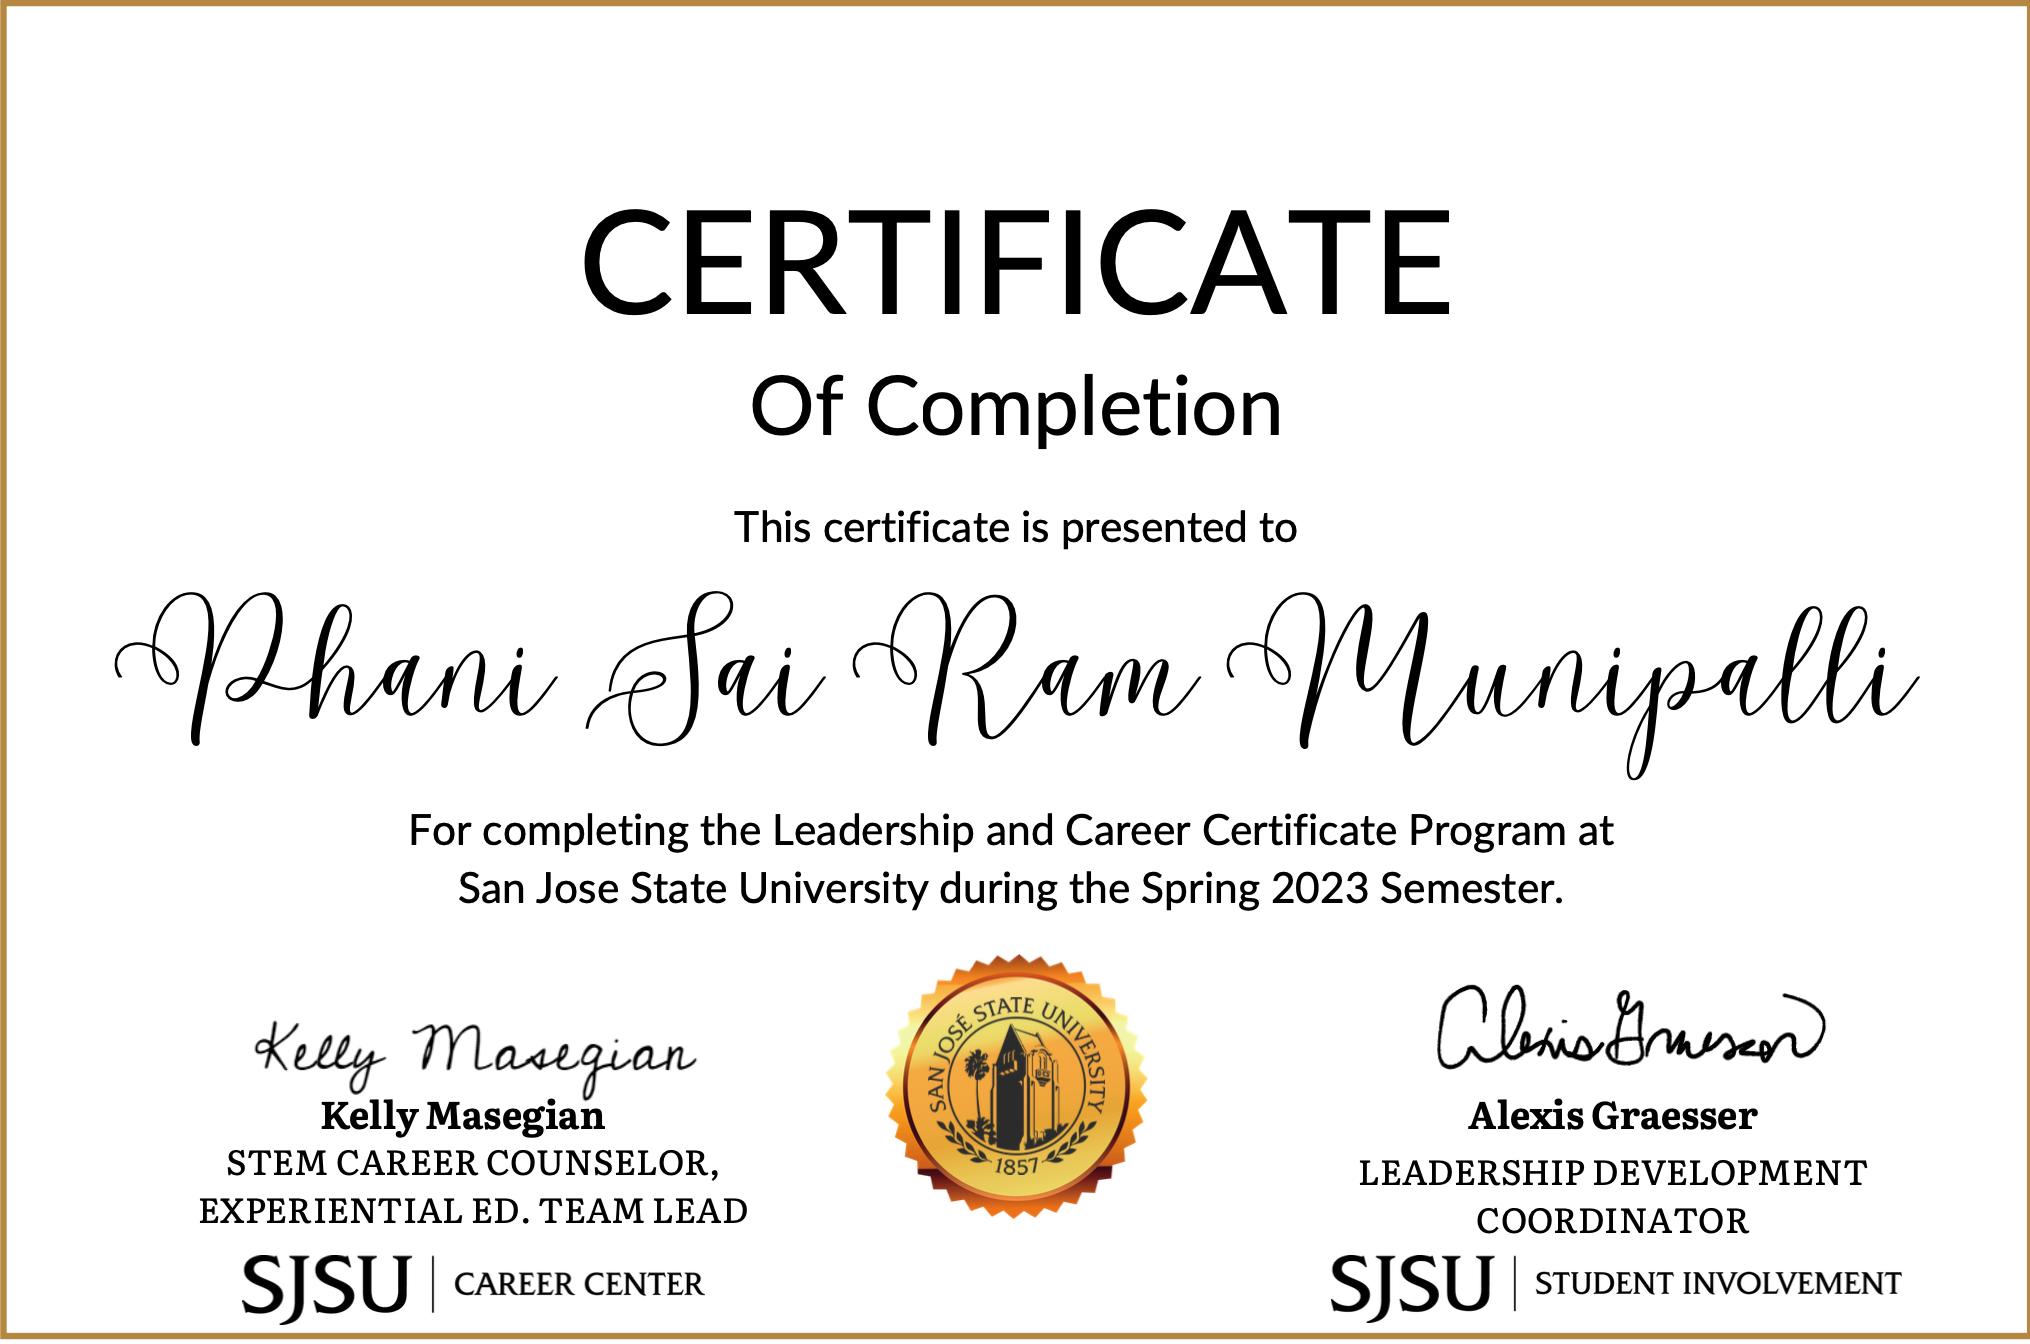 CERTIFICATE
Of Completion
This certificate is presented to
Phani Sai Ram Munipalli
For completing the Leadership and Career Certificate Program at
San Jose State University during the Spring 2023 Semester.
Kelly Masegian
Kelly Masegian
STEM CAREER COUNSELOR,
EXPERIENTIAL ED. TEAM LEAD
SJSU | CAREER CENTER
SAN JOSÉ STATE UNIVERSITY
1857
Alexis Graesser
Alexis Graesser
LEADERSHIP DEVELOPMENT
COORDINATOR
SJSU | STUDENT INVOLVEMENT